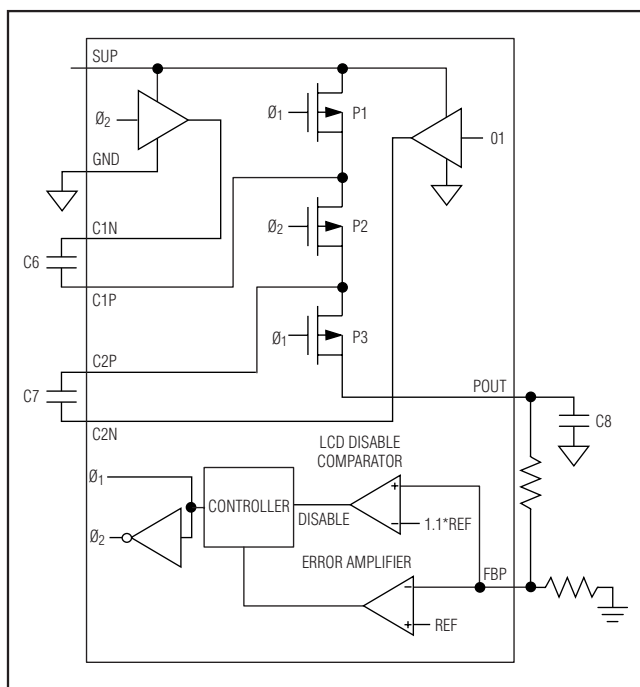 SUP
Ø2
Ø1
P1
01
GND
C1N
Ø2
P2
C6
C1P
Ø1
P3
C2P
C7
POUT
C2N
C8
LCD DISABLE
COMPARATOR
Ø1
CONTROLLER
+
DISABLE
−
1.1*REF
Ø2
ERROR AMPLIFIER
FBP
−
+
REF